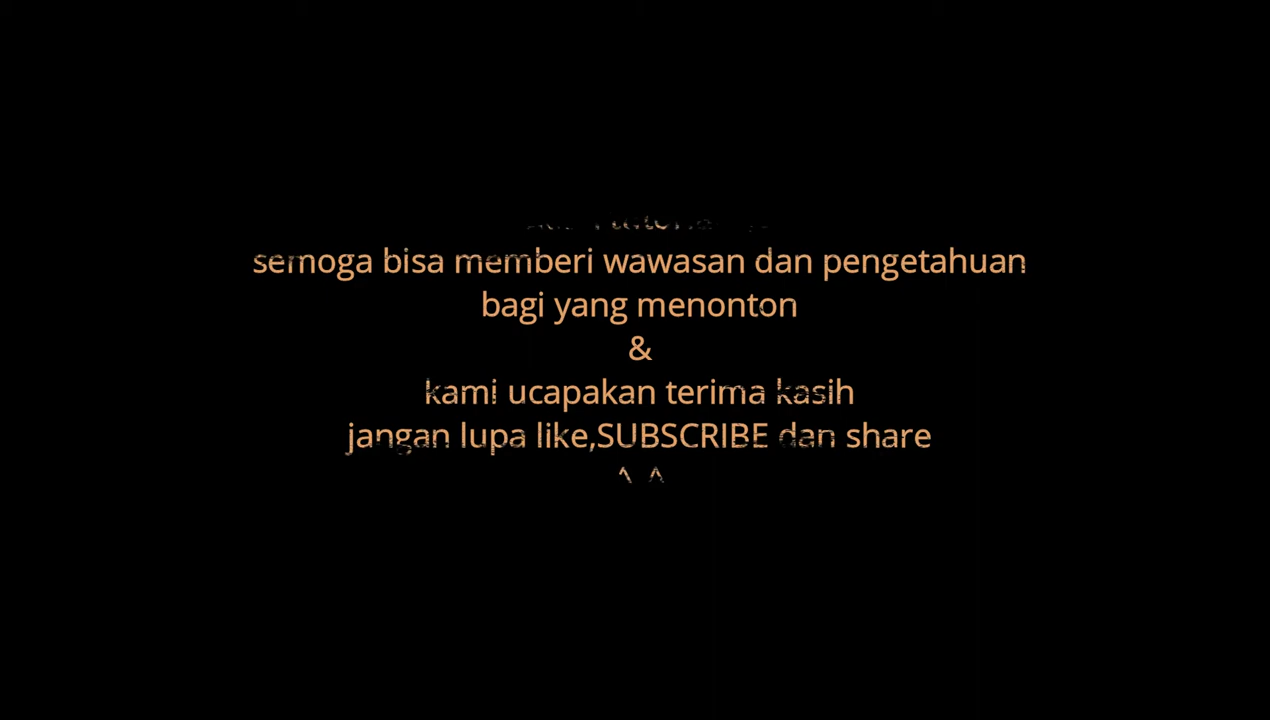 semoga bisa memberi wawasan dan pengetahuan
bagi yang menonton
&
kami ucapakan terima kasih
jangan lupa like,SUBSCRIBE dan share
^ ^